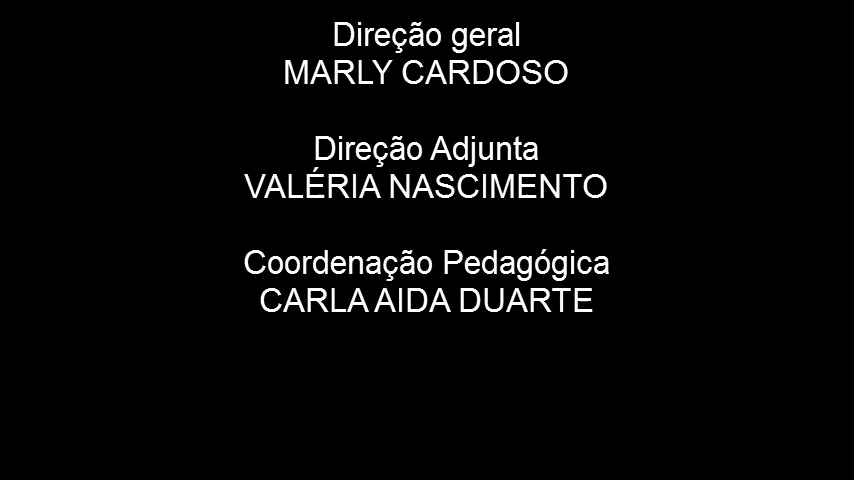 Direção geral
MARLY CARDOSO
Direção Adjunta
VALÉRIA NASCIMENTO
Coordenação Pedagógica
CARLA AIDA DUARTE